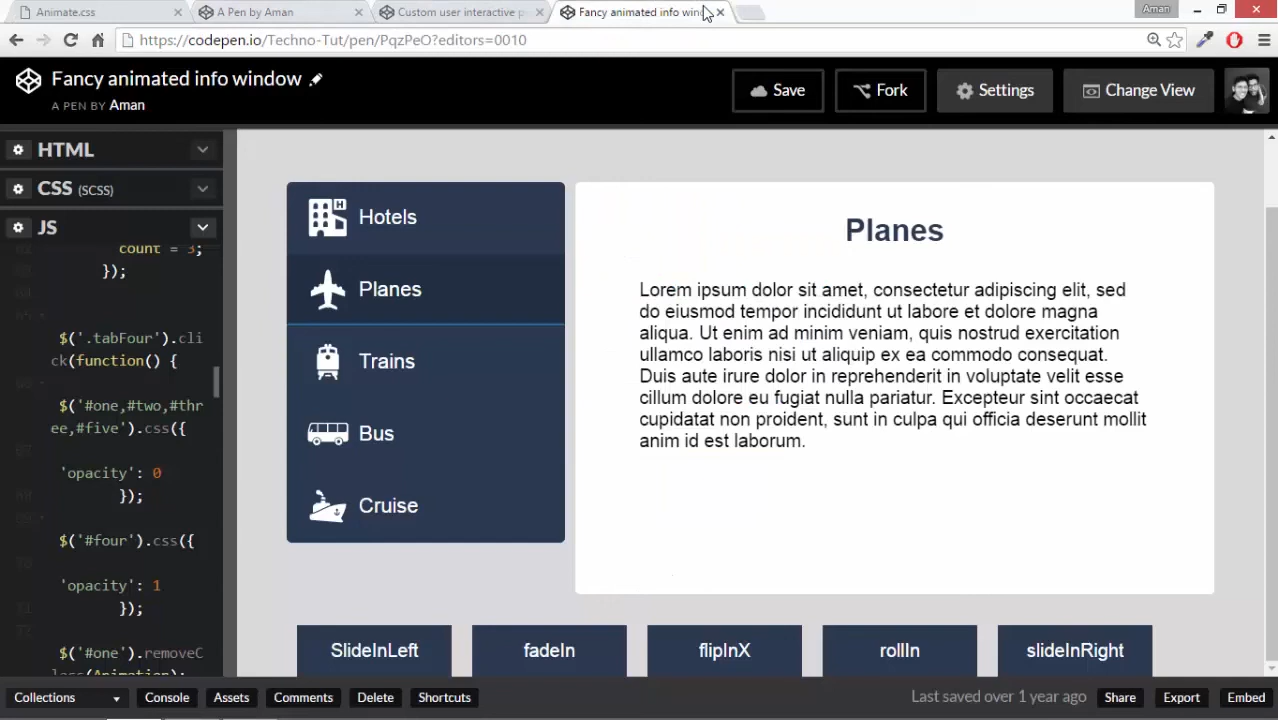 Animate.css
A Pen by Aman
Custom user interactive p
Fancy animated info win
Aman
https://codepen.io/Techno-Tut/pen/PqzPeO?editors=0010
Fancy animated info window
A PEN BY Aman
Save
Fork
Settings
Change View
HTML
CSS (SCSS)
JS
count = 3;
});
$('.tabFour').cli
ck(function() {
$('#one,#two,#thr
ee,#five').css({
'opacity': 0
});
$('#four').css({
'opacity': 1
});
$('#one').removeC
lass(Animation);
Hotels
Planes
Trains
Bus
Cruise
Planes
Lorem ipsum dolor sit amet, consectetur adipiscing elit, sed
do eiusmod tempor incididunt ut labore et dolore magna
aliqua. Ut enim ad minim veniam, quis nostrud exercitation
ullamco laboris nisi ut aliquip ex ea commodo consequat.
Duis aute irure dolor in reprehenderit in voluptate velit esse
cillum dolore eu fugiat nulla pariatur. Excepteur sint occaecat
cupidatat non proident, sunt in culpa qui officia deserunt mollit
anim id est laborum.
SlideInLeft
fadeIn
flipInX
rollIn
slideInRight
Collections
Console
Assets
Comments
Delete
Shortcuts
Last saved over 1 year ago
Share
Export
Embed